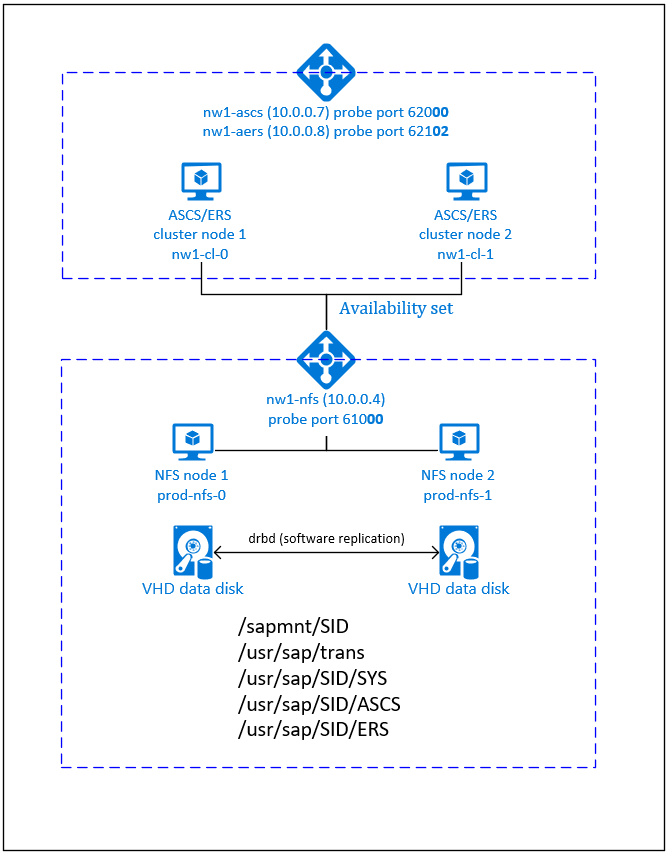 nw1-ascs (10.0.0.7) probe port 62000
nw1-aers (10.0.0.8) probe port 62102
ASCS/ERS
cluster node 1
nw1-cl-0
ASCS/ERS
cluster node 2
nw1-cl-1
Availability set
nw1-nfs (10.0.0.4)
probe port 61000
NFS node 1
prod-nfs-0
NFS node 2
prod-nfs-1
drbd (software replication)
VHD data disk
VHD data disk
/sapmnt/SID
/usr/sap/trans
/usr/sap/SID/SYS
/usr/sap/SID/ASCS
/usr/sap/SID/ERS